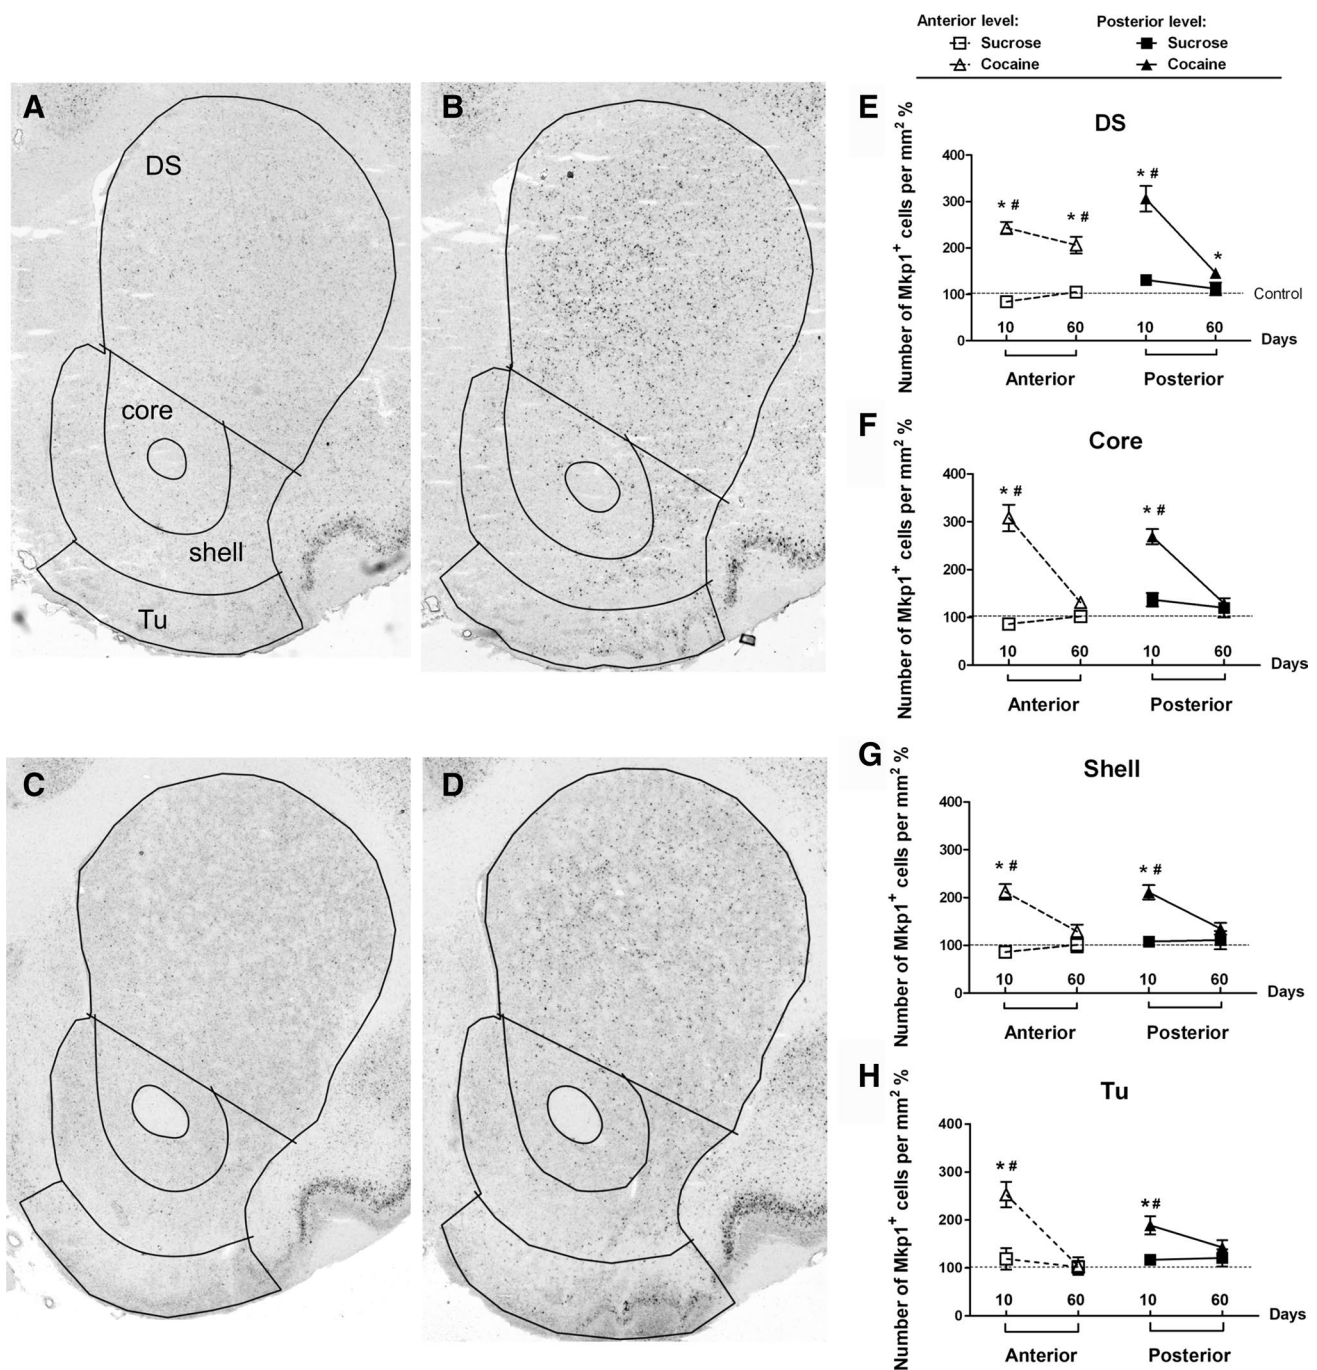 Anterior level: Posterior level:
Sucrose Sucrose
Cocaine Cocaine
A
DS
core
shell
Tu
B
C
D
E
DS
Number of Mkp1+ cells per mm2 %
400
300
200
100
0
* #
* #
* #
*
Control
10 60 10 60 Days
Anterior Posterior
F
Core
Number of Mkp1+ cells per mm2 %
400
300
200
100
0
* #
* #
10 60 10 60 Days
Anterior Posterior
G
Shell
Number of Mkp1+ cells per mm2 %
400
300
200
100
0
* #
* #
10 60 10 60 Days
Anterior Posterior
H
Tu
Number of Mkp1+ cells per mm2 %
400
300
200
100
0
* #
*#
10 60 10 60 Days
Anterior Posterior